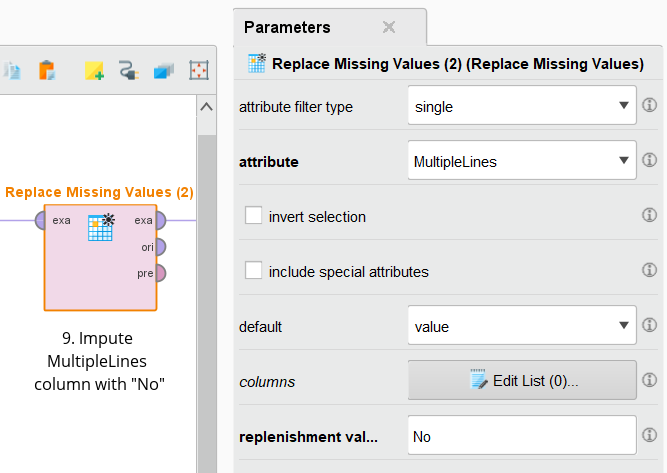 Parameters
Replace Missing Values (2) (Replace Missing Values)
attribute filter type
single
attribute
MultipleLines
invert selection
include special attributes
default
value
columns
Edit List (0)...
replenishment val...
No
Replace Missing Values (2)
exa
exa
ori
pre
9. Impute
MultipleLines
column with "No"